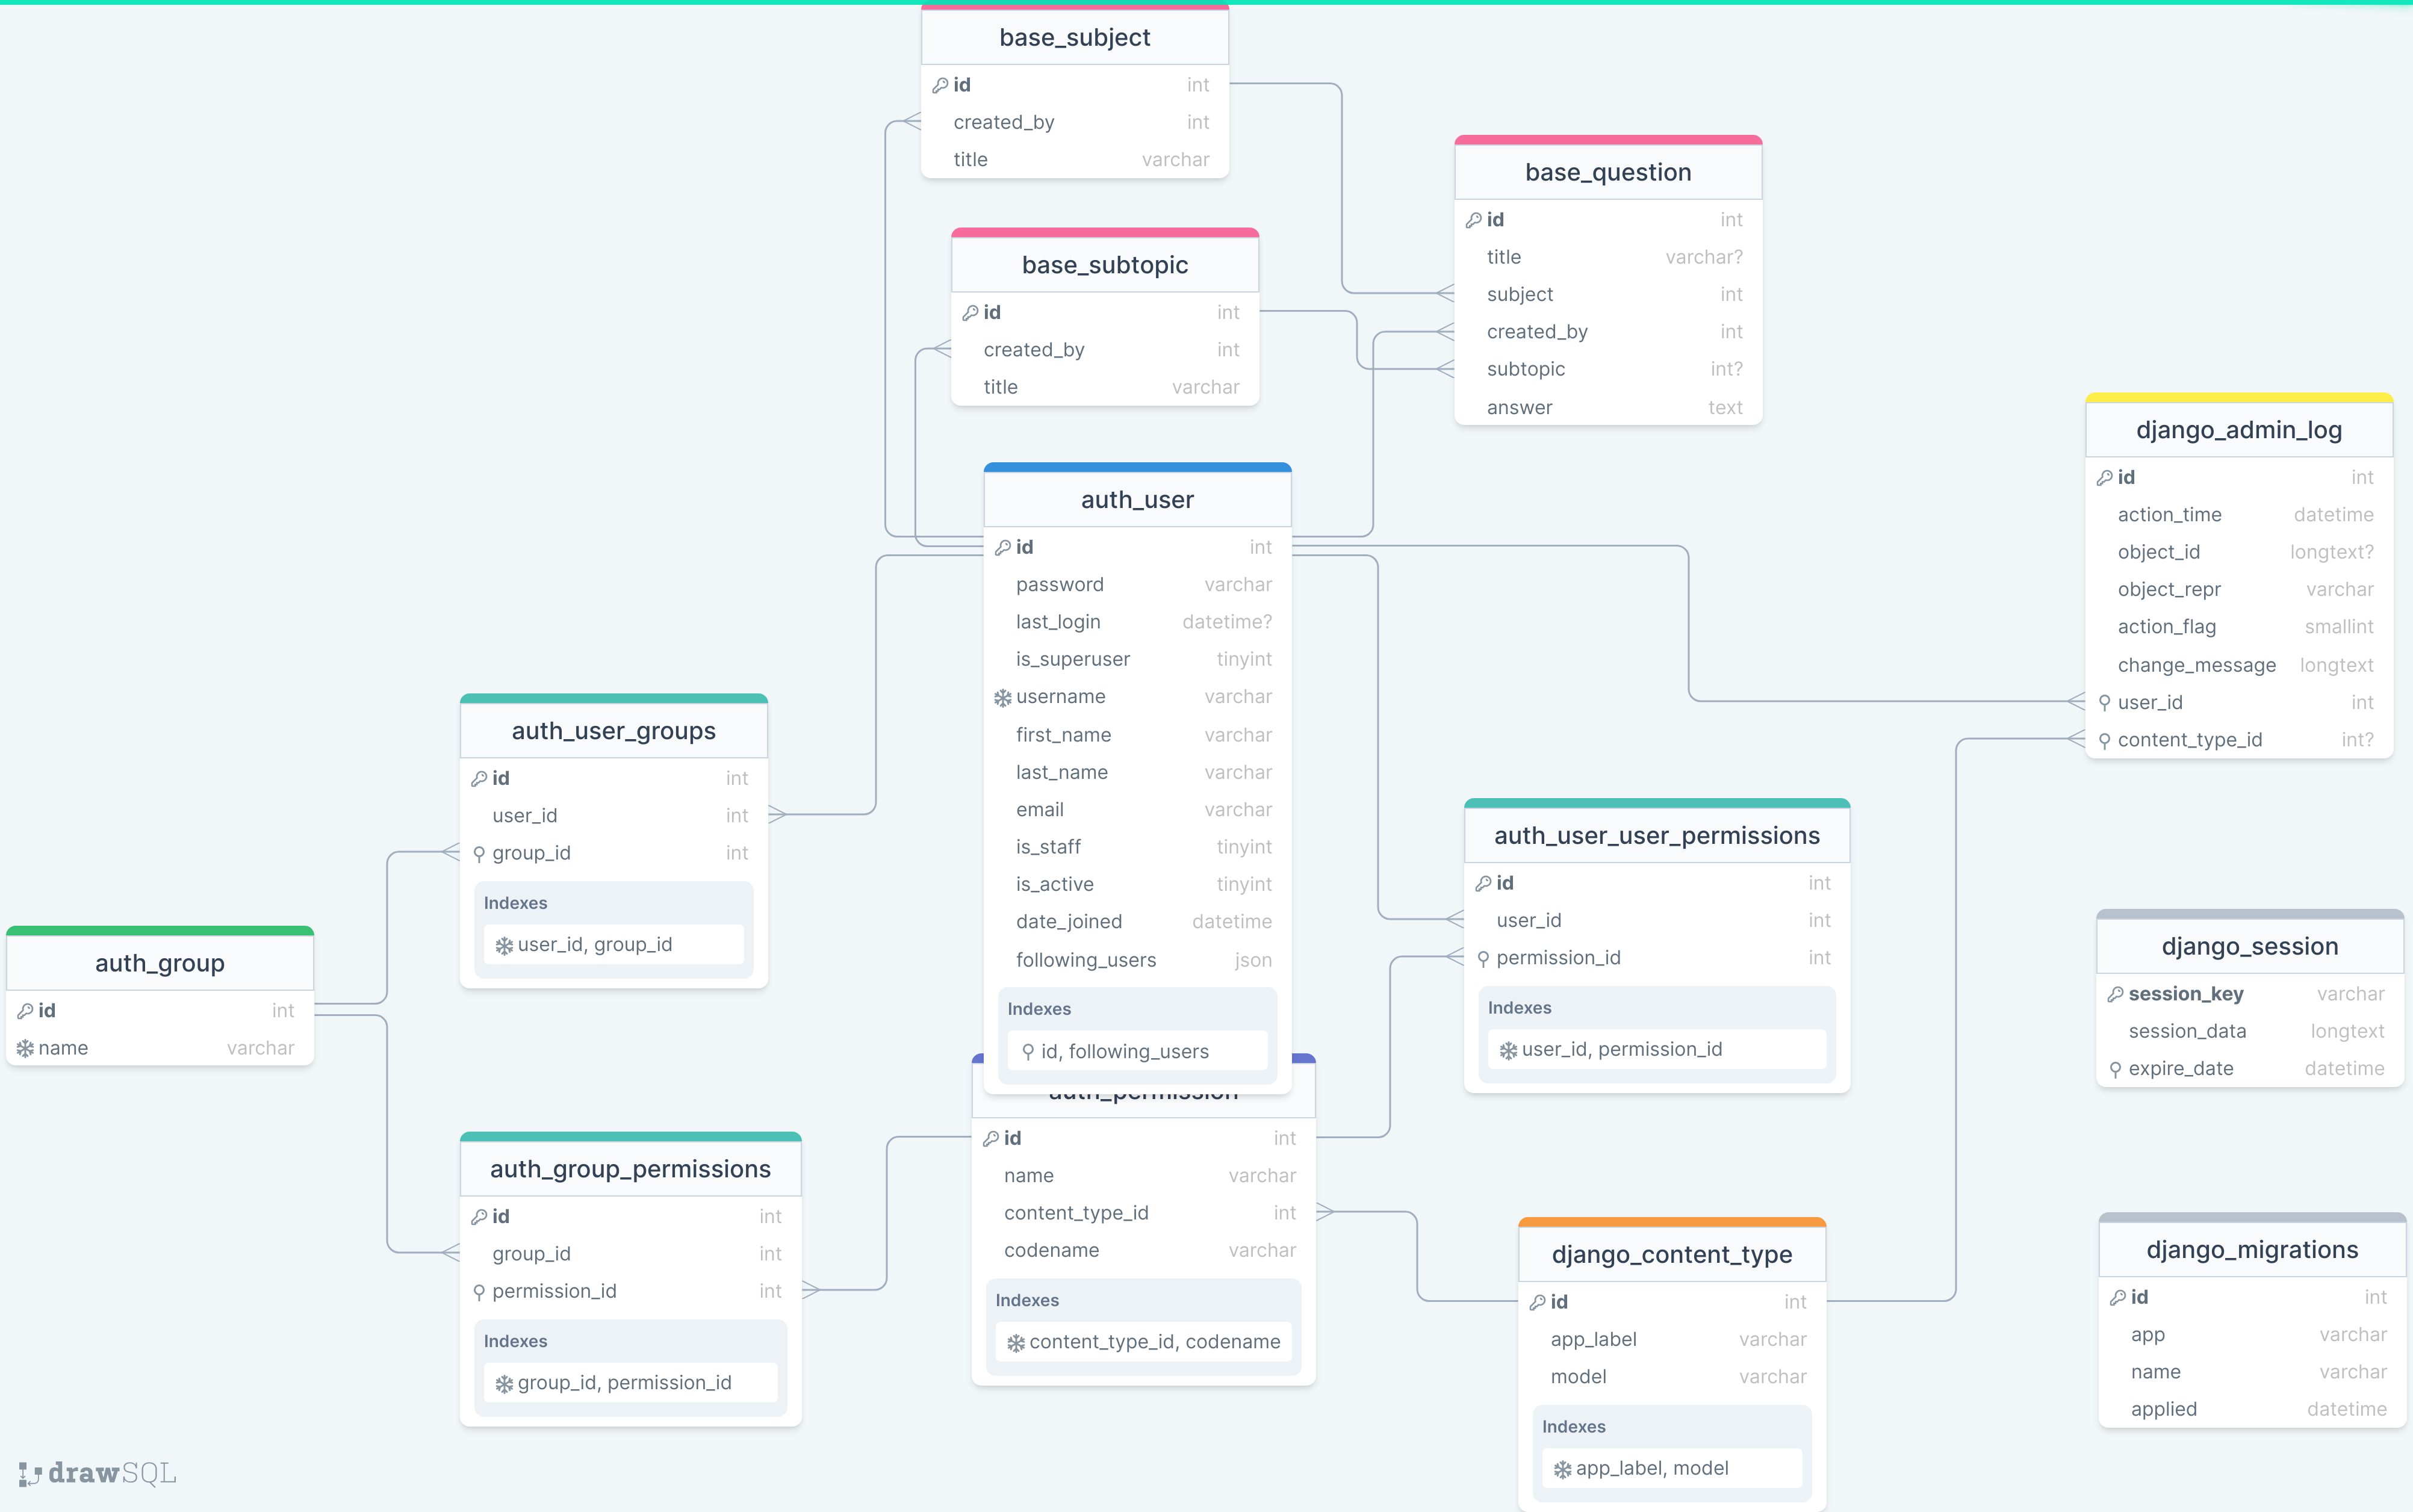 base_subject
id int
created_by int
title varchar
base_question
id int
title varchar?
subject int
created_by int
subtopic int?
answer text
base_subtopic
id int
created_by int
title varchar
django_admin_log
id int
action_time datetime
object_id longtext?
object_repr varchar
action_flag smallint
change_message longtext
user_id int
content_type_id int?
auth_user
id int
password varchar
last_login datetime?
is_superuser tinyint
username varchar
first_name varchar
last_name varchar
email varchar
is_staff tinyint
is_active tinyint
date_joined datetime
following_users json
Indexes
id, following_users
auth_user_groups
id int
user_id int
group_id int
Indexes
user_id, group_id
auth_user_user_permissions
id int
user_id int
permission_id int
Indexes
user_id, permission_id
auth_group
id int
name varchar
django_session
session_key varchar
session_data longtext
expire_date datetime
auth_permission
id int
name varchar
content_type_id int
codename varchar
Indexes
content_type_id, codename
auth_group_permissions
id int
group_id int
permission_id int
Indexes
group_id, permission_id
django_content_type
id int
app_label varchar
model varchar
Indexes
app_label, model
django_migrations
id int
app varchar
name varchar
applied datetime
drawSQL